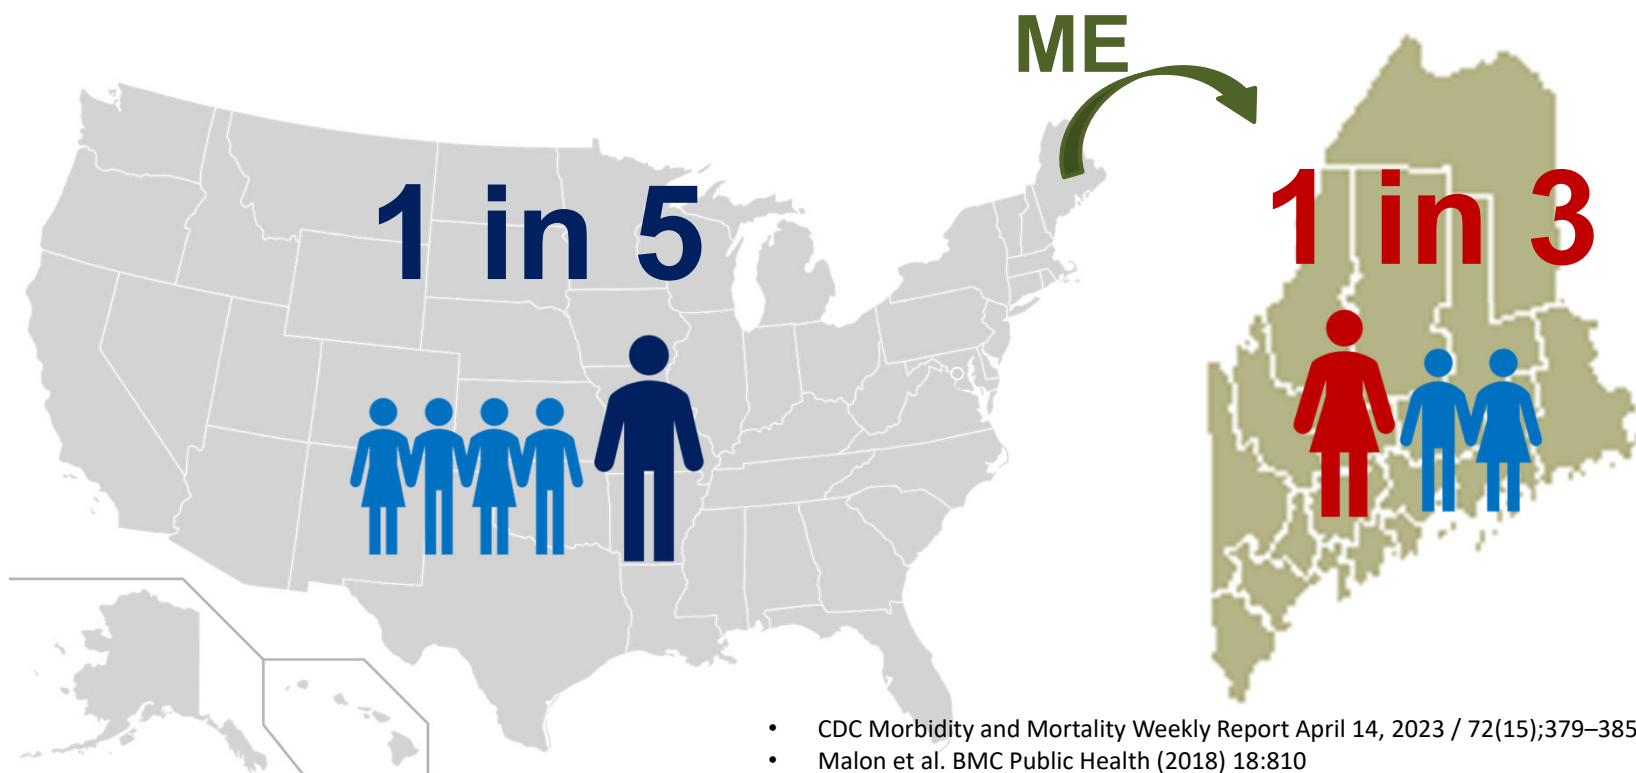 ME
1 in 5
1 in 3
• CDC Morbidity and Mortality Weekly Report April 14, 2023 / 72(15);379–385
• Malon et al. BMC Public Health (2018) 18:810